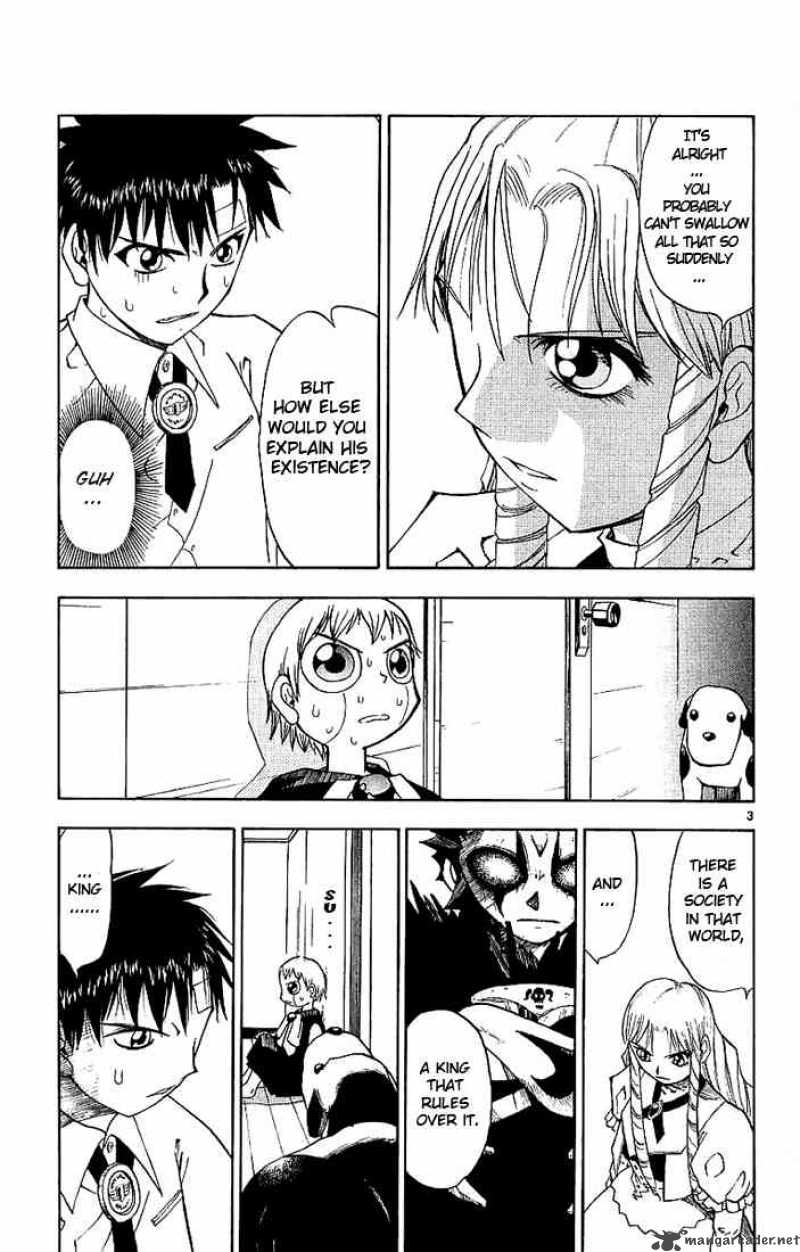 IT'S
ALRIGHT
...
YOU
PROBABLY
CAN'T SWALLOW
ALL THAT SO
SUDDENLY
...
BUT
HOW ELSE
WOULD YOU
EXPLAIN HIS
EXISTENCE?
GUH
...
3
THERE
IS A
SOCIETY
IN THAT
WORLD,
AND
...
A KING
THAT
RULES
OVER IT.
SU...
...
KING
......
mangareader.net